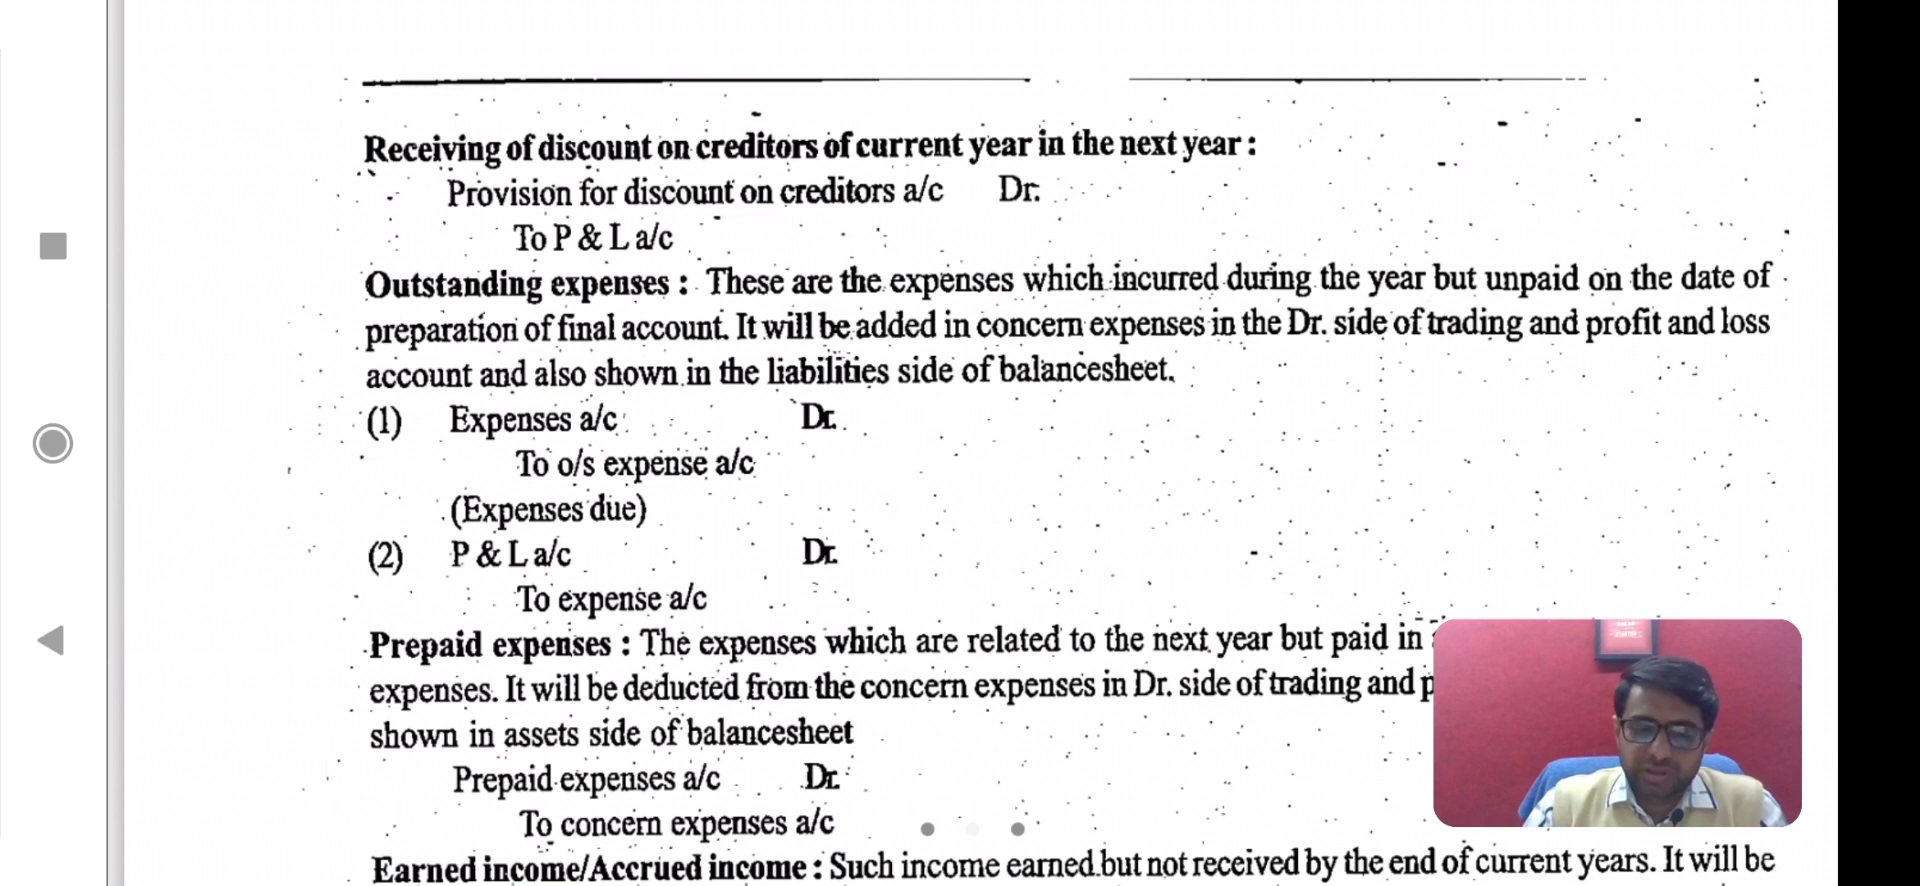 Receiving of discount on creditors of current year in the next year :
Provision for discount on creditors a/c Dr.
To P & L a/c
Outstanding expenses : These are the expenses which incurred during the year but unpaid on the date of
preparation of final account. It will be added in concern expenses in the Dr. side of trading and profit and loss
account and also shown in the liabilities side of balancesheet.
(1) Expenses a/c Dr.
To o/s expense a/c
(Expenses due)
(2) P & L a/c Dr.
To expense a/c
Prepaid expenses : The expenses which are related to the next year but paid in
expenses. It will be deducted from the concern expenses in Dr. side of trading and p
shown in assets side of balancesheet
Prepaid expenses a/c Dr.
To concern expenses a/c
Earned income/Accrued income : Such income earned but not received by the end of current years. It will be